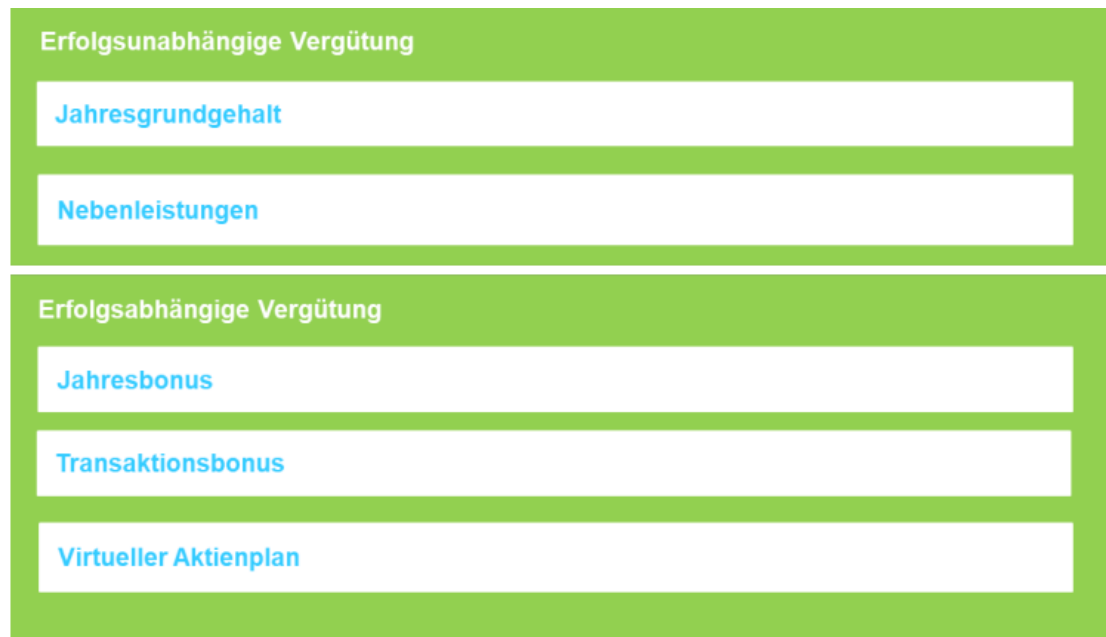 Erfolgsunabhängige Vergütung
Jahresgrundgehalt
Nebenleistungen
Erfolgsabhängige Vergütung
Jahresbonus
Transaktionsbonus
Virtueller Aktienplan